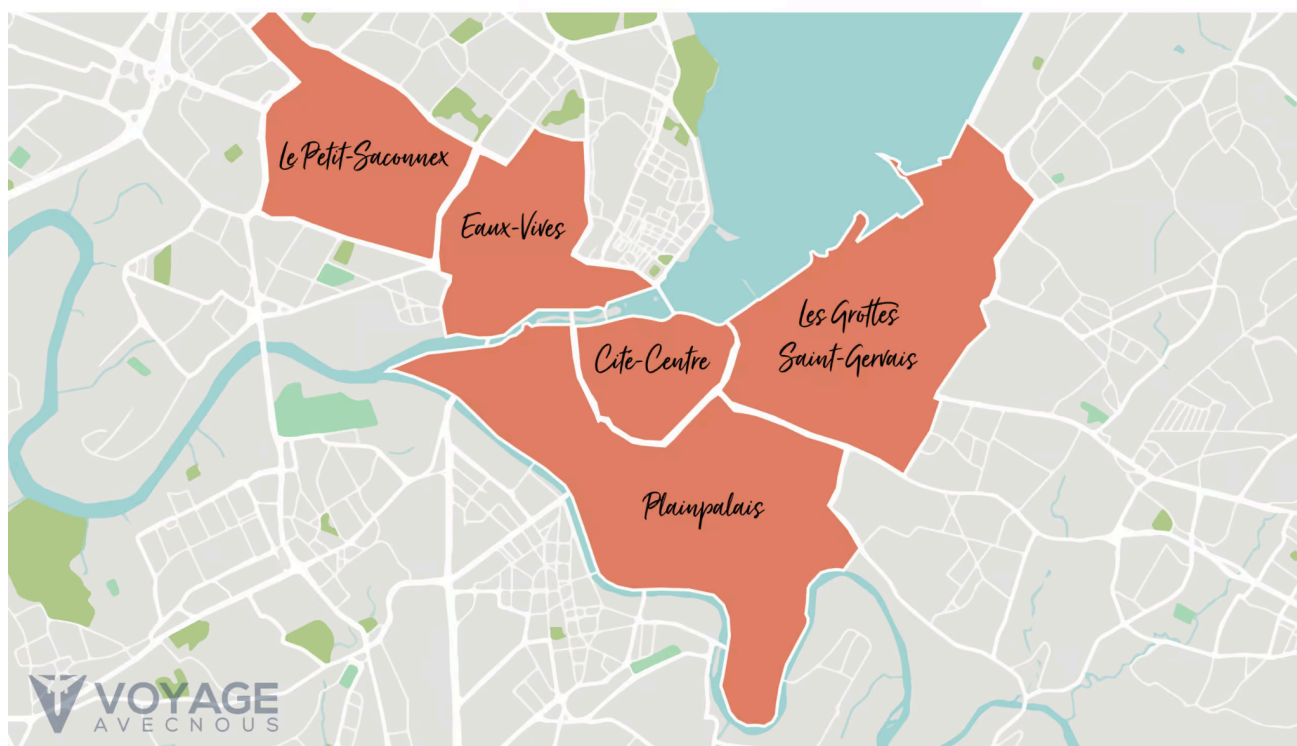 Le Petit-Saconnex
Eaux-Vives
Les Grottes
Saint-Gervais
Cite-Centre
Plainpalais
VOYAGE
AVECNOUS